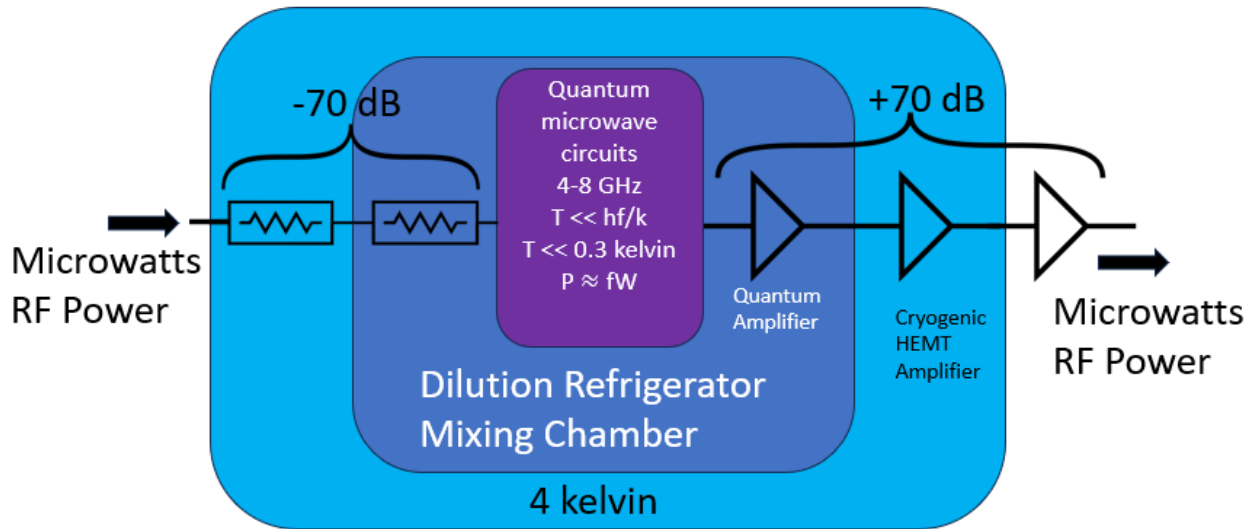 -70 dB
+70 dB
Quantum
microwave
circuits
4-8 GHz
T << hf/k
T << 0.3 kelvin
P ≈ fW
Microwatts
RF Power
Quantum
Amplifier
Cryogenic
HEMT
Amplifier
Microwatts
RF Power
Dilution Refrigerator
Mixing Chamber
4 kelvin